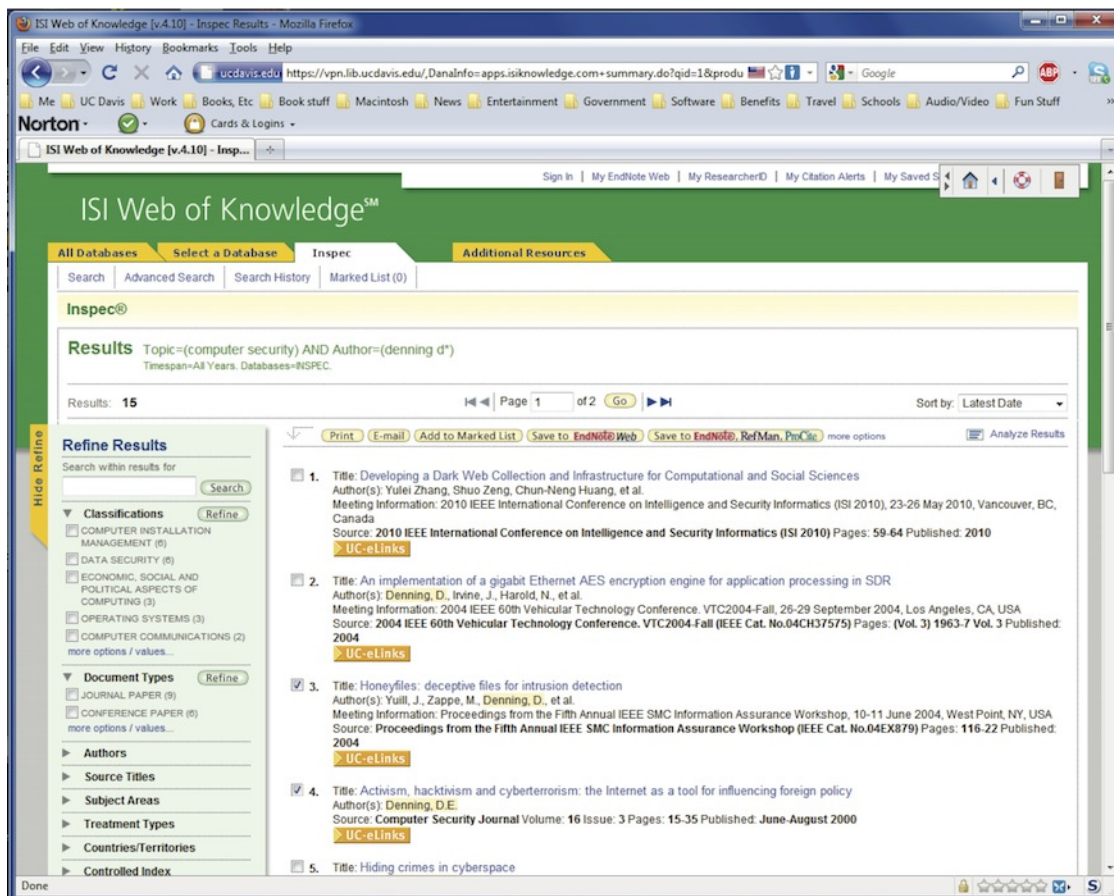 ISI Web of Knowledge [v.4.10] - Inspec Results - Mozilla Firefox
File Edit View History Bookmarks Tools Help
ucdavis.edu https://vpn.lib.ucdavis.edu/,DanaInfo=apps.isiknowledge.com+summary.do?qid=1&produ Google ABP
Me UC Davis Work Books, Etc Book stuff Macintosh News Entertainment Government Software Benefits Travel Schools Audio/Video Fun Stuff »
Norton Cards & Logins
ISI Web of Knowledge [v.4.10] - Insp...
Sign In | My EndNote Web | My ResearcherID | My Citation Alerts | My Saved S
ISI Web of Knowledge℠
All Databases Select a Database Inspec Additional Resources
Search Advanced Search Search History Marked List (0)
Inspec®
Results Topic=(computer security) AND Author=(denning d*)
Timespan=All Years. Databases=INSPEC.
Results: 15 Page 1 of 2 Go Sort by: Latest Date
Hide Refine
Refine Results
Search within results for
Search
Classifications Refine
COMPUTER INSTALLATION
MANAGEMENT (6)
DATA SECURITY (6)
ECONOMIC, SOCIAL AND
POLITICAL ASPECTS OF
COMPUTING (3)
OPERATING SYSTEMS (3)
COMPUTER COMMUNICATIONS (2)
more options / values...
Document Types Refine
JOURNAL PAPER (9)
CONFERENCE PAPER (6)
more options / values...
Authors
Source Titles
Subject Areas
Treatment Types
Countries/Territories
Controlled Index
Print E-mail Add to Marked List Save to EndNote Web Save to EndNote, RefMan, ProCite more options Analyze Results
1. Title: Developing a Dark Web Collection and Infrastructure for Computational and Social Sciences
Author(s): Yulei Zhang, Shuo Zeng, Chun-Neng Huang, et al.
Meeting Information: 2010 IEEE International Conference on Intelligence and Security Informatics (ISI 2010), 23-26 May 2010, Vancouver, BC,
Canada
Source: 2010 IEEE International Conference on Intelligence and Security Informatics (ISI 2010) Pages: 59-64 Published: 2010
UC-eLinks
2. Title: An implementation of a gigabit Ethernet AES encryption engine for application processing in SDR
Author(s): Denning, D., Irvine, J., Harold, N., et al.
Meeting Information: 2004 IEEE 60th Vehicular Technology Conference. VTC2004-Fall, 26-29 September 2004, Los Angeles, CA, USA
Source: 2004 IEEE 60th Vehicular Technology Conference. VTC2004-Fall (IEEE Cat. No.04CH37575) Pages: (Vol. 3) 1963-7 Vol. 3 Published:
2004
UC-eLinks
3. Title: Honeyfiles: deceptive files for intrusion detection
Author(s): Yuill, J., Zappe, M., Denning, D., et al.
Meeting Information: Proceedings from the Fifth Annual IEEE SMC Information Assurance Workshop, 10-11 June 2004, West Point, NY, USA
Source: Proceedings from the Fifth Annual IEEE SMC Information Assurance Workshop (IEEE Cat. No.04EX879) Pages: 116-22 Published:
2004
UC-eLinks
4. Title: Activism, hacktivism and cyberterrorism: the Internet as a tool for influencing foreign policy
Author(s): Denning, D.E.
Source: Computer Security Journal Volume: 16 Issue: 3 Pages: 15-35 Published: June-August 2000
UC-eLinks
5. Title: Hiding crimes in cyberspace
Done